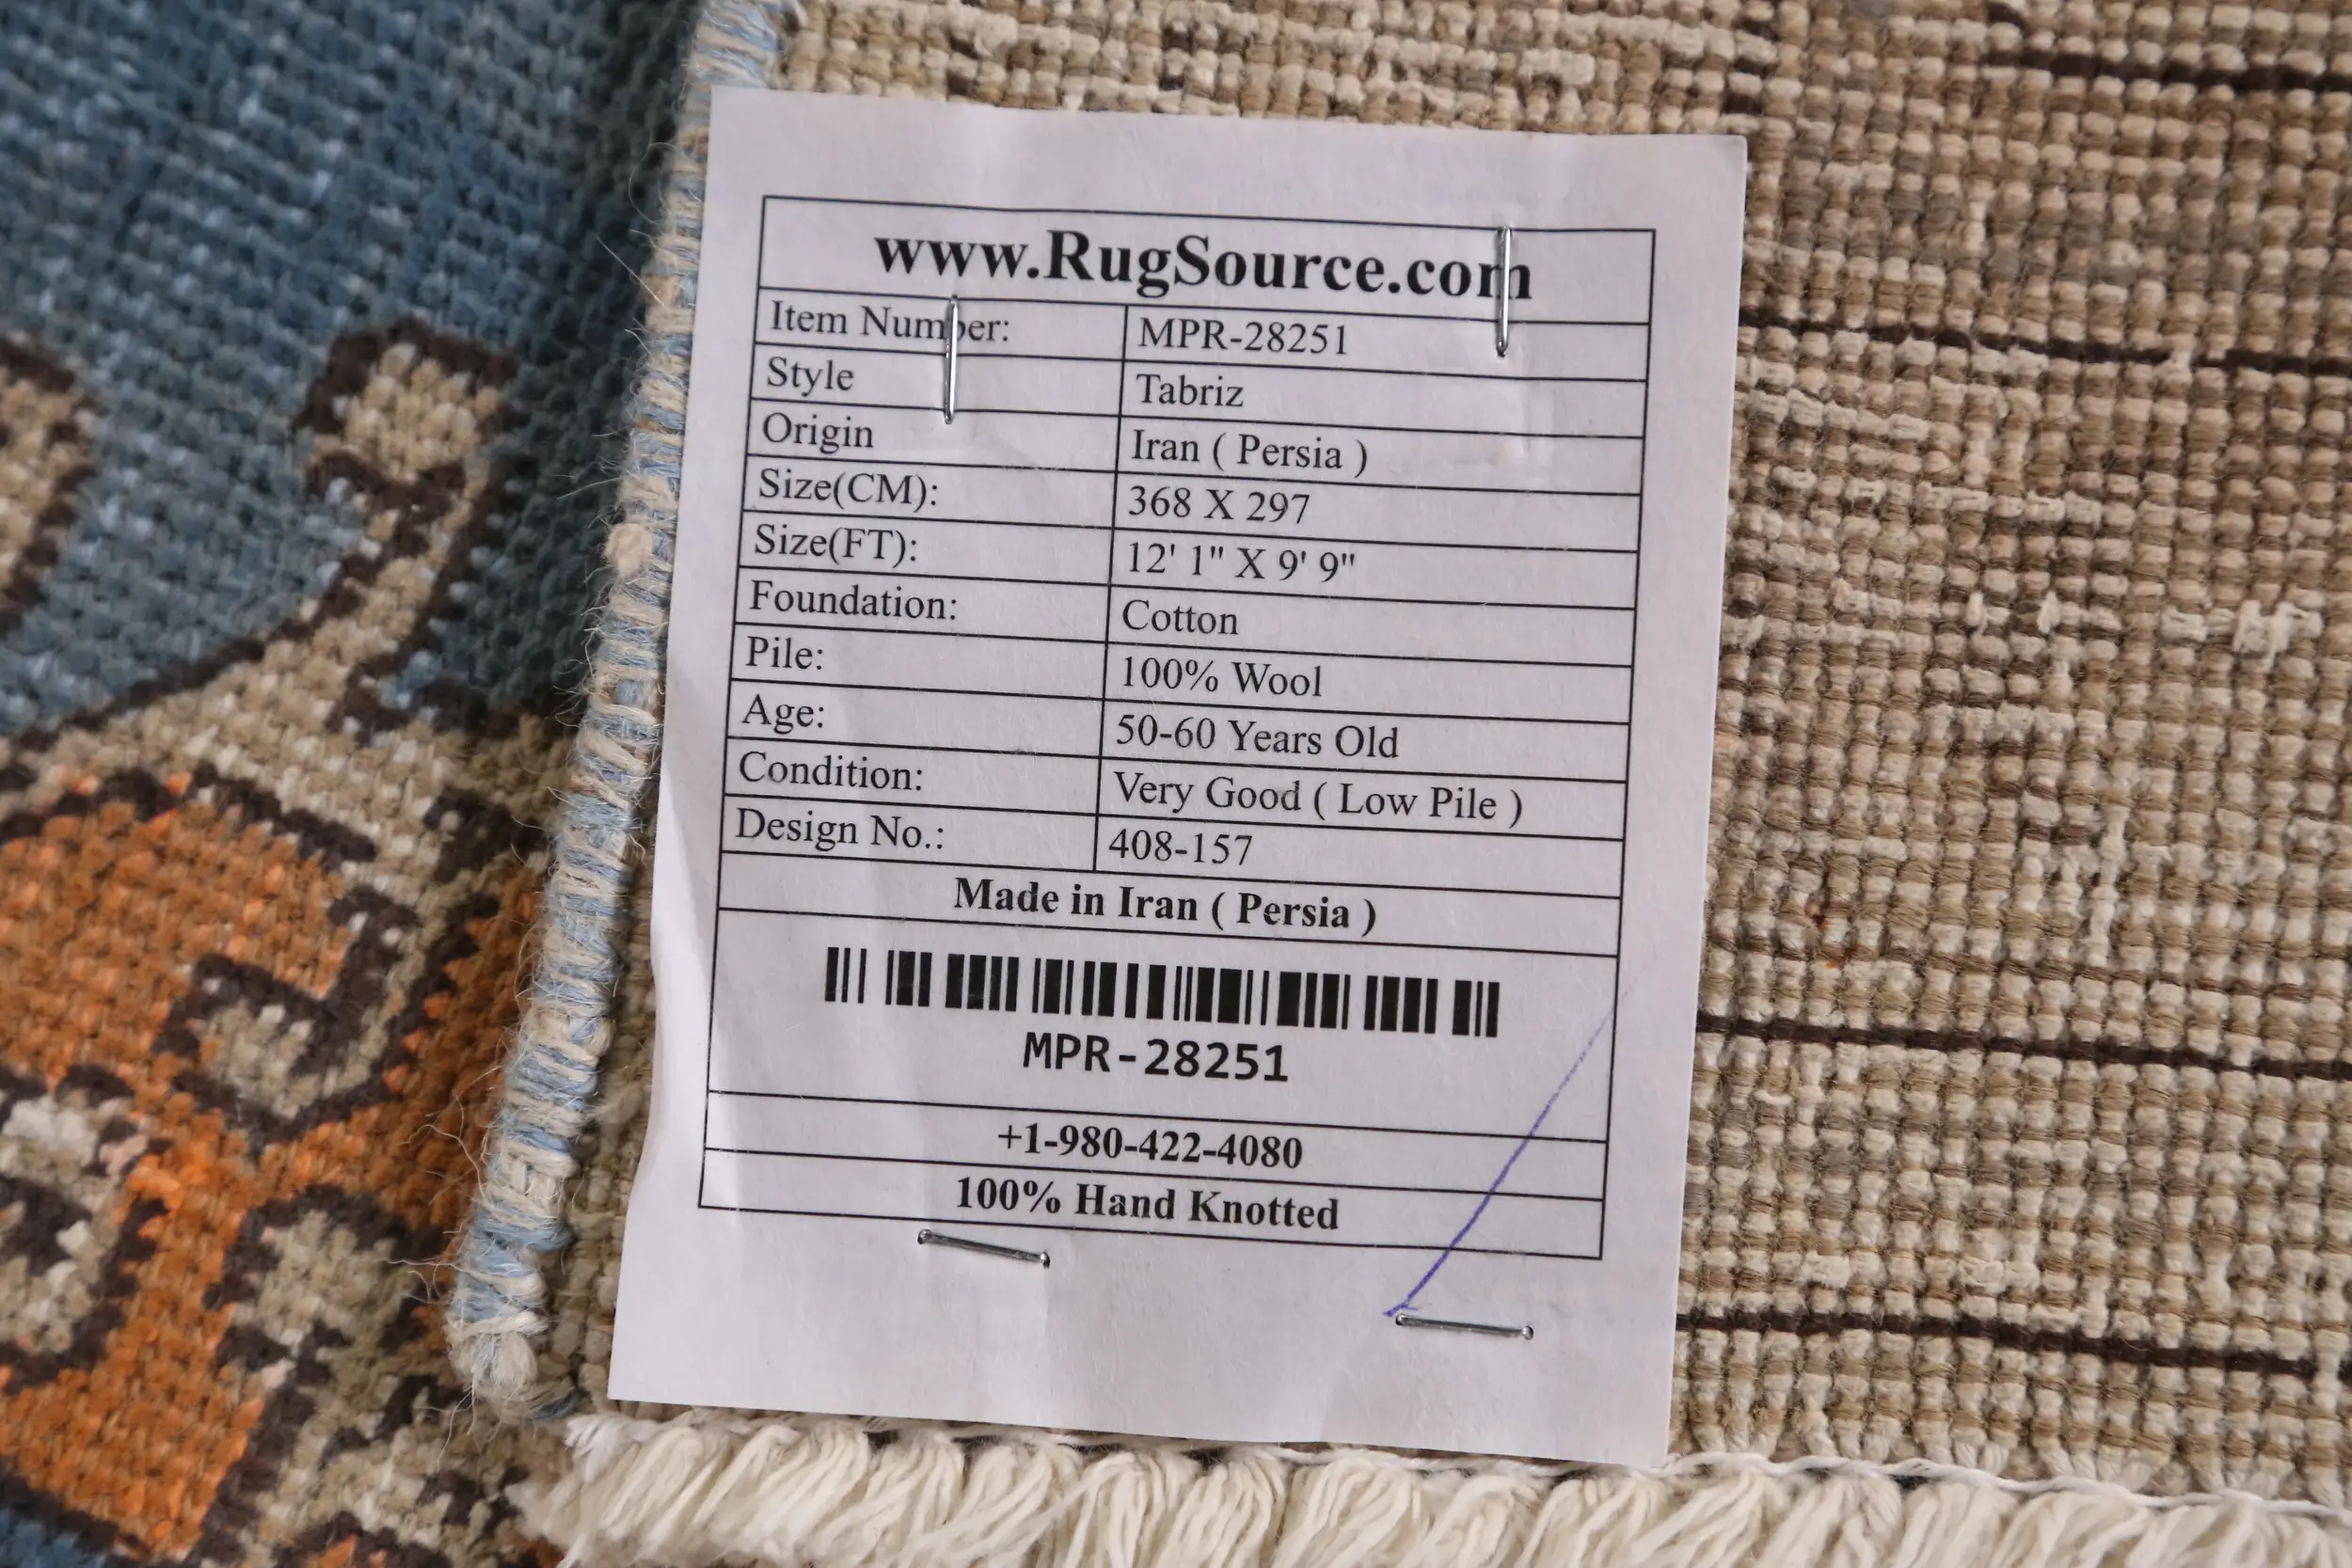 www.RugSource.com
Item Number: MPR-28251
Style Tabriz
Origin Iran ( Persia )
Size(CM): 368 X 297
Size(FT): 12' 1" X 9' 9"
Foundation: Cotton
Pile: 100% Wool
Age: 50-60 Years Old
Condition: Very Good ( Low Pile )
Design No.: 408-157
Made in Iran ( Persia )
MPR-28251
+1-980-422-4080
100% Hand Knotted